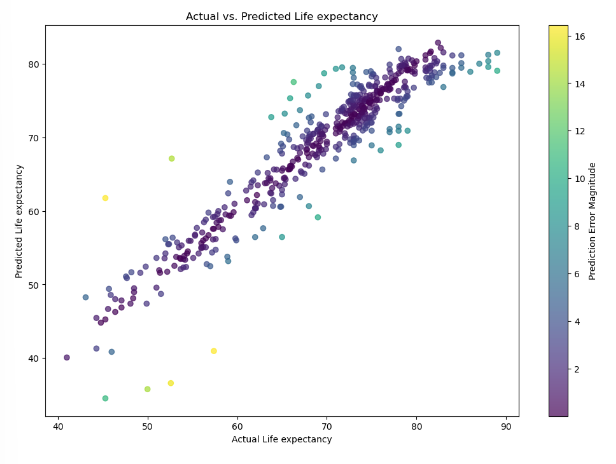 Actual vs. Predicted Life expectancy
Predicted Life expectancy
80
70
60
50
40
40 50 60 70 80 90
Actual Life expectancy
16
14
12
10
8
6
4
2
Prediction Error Magnitude